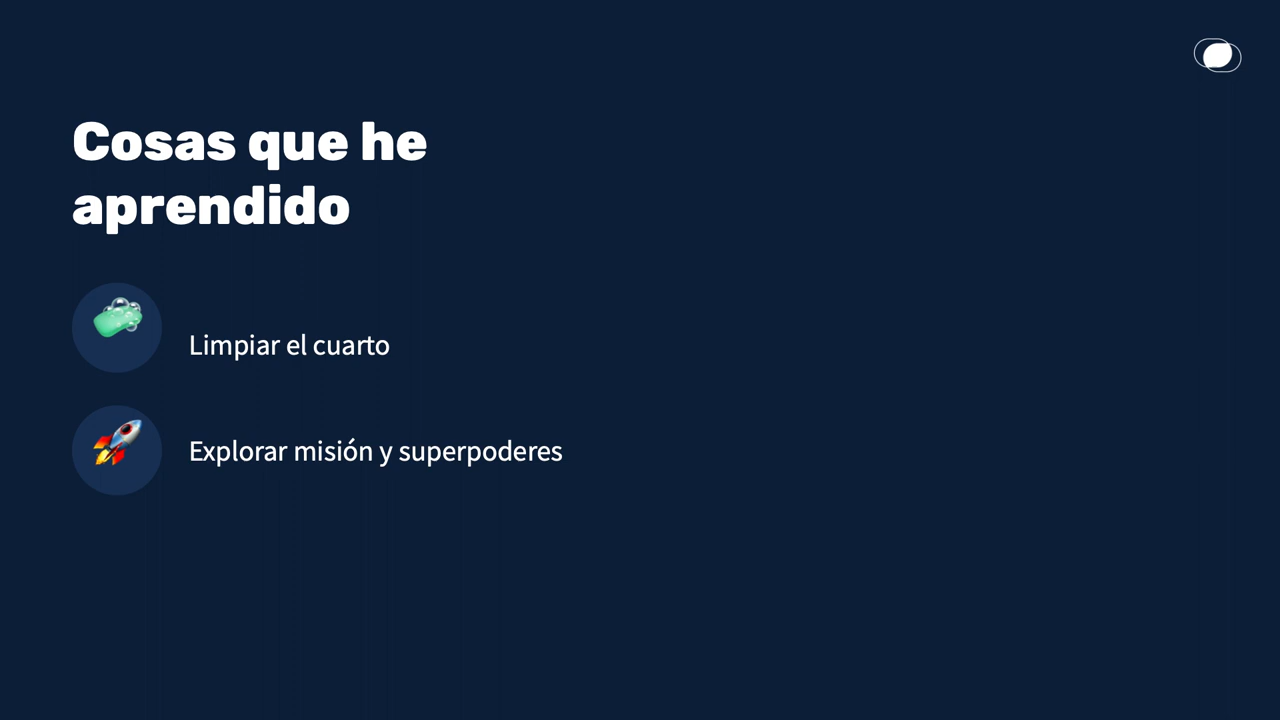 Cosas que he
aprendido
Limpiar el cuarto
Explorar misión y superpoderes